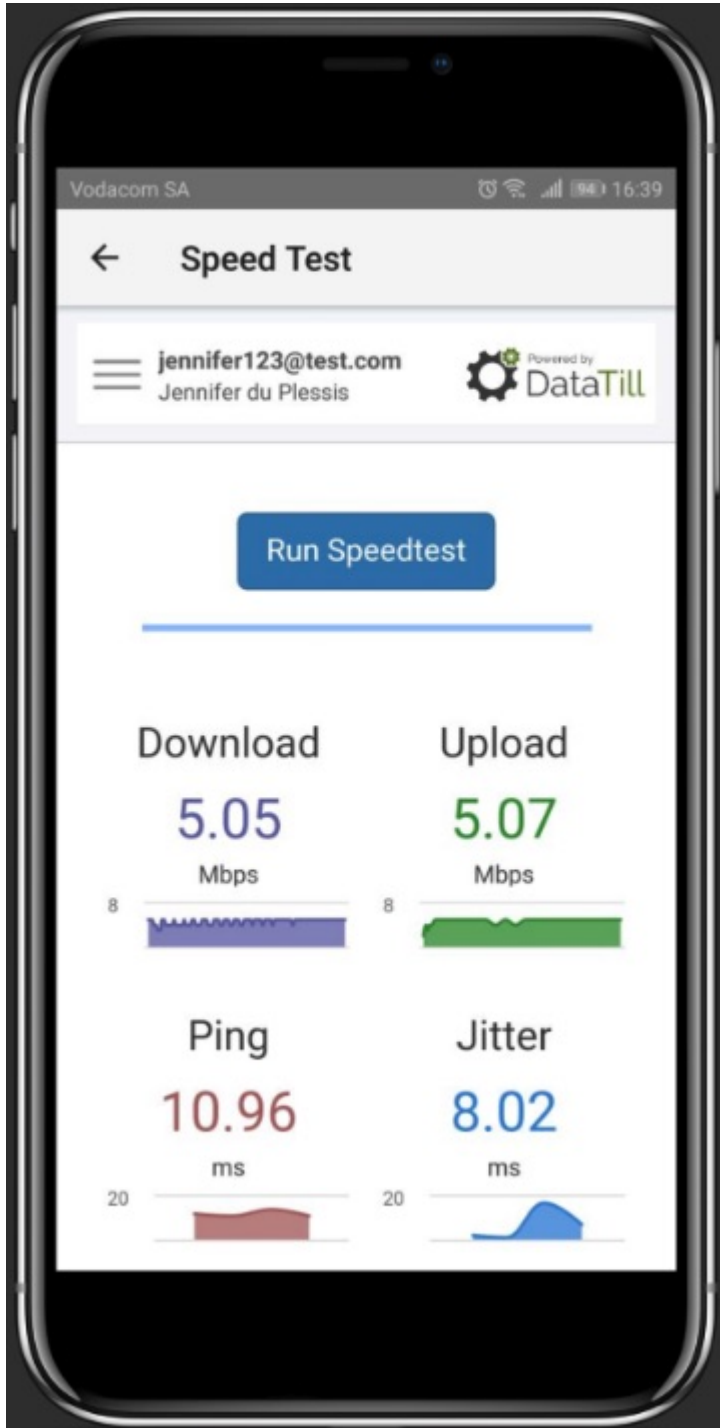 Vodacom SA 94 16:39
Speed Test
jennifer123@test.com
Jennifer du Plessis
Powered by
DataTill
Run Speedtest
Download Upload
5.05 5.07
Mbps Mbps
8 8
Ping Jitter
10.96 8.02
ms ms
20 20